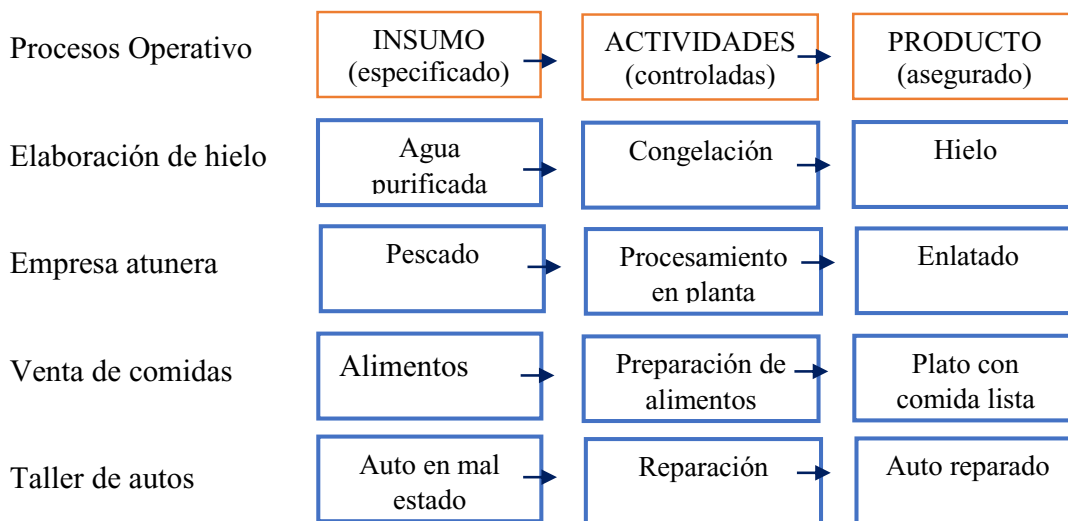 Procesos Operativo
INSUMO
(especificado)
ACTIVIDADES
(controladas)
PRODUCTO
(asegurado)
Elaboración de hielo
Agua
purificada
Congelación
Hielo
Empresa atunera
Pescado
Procesamiento
en planta
Enlatado
Venta de comidas
Alimentos
Preparación de
alimentos
Plato con
comida lista
Taller de autos
Auto en mal
estado
Reparación
Auto reparado